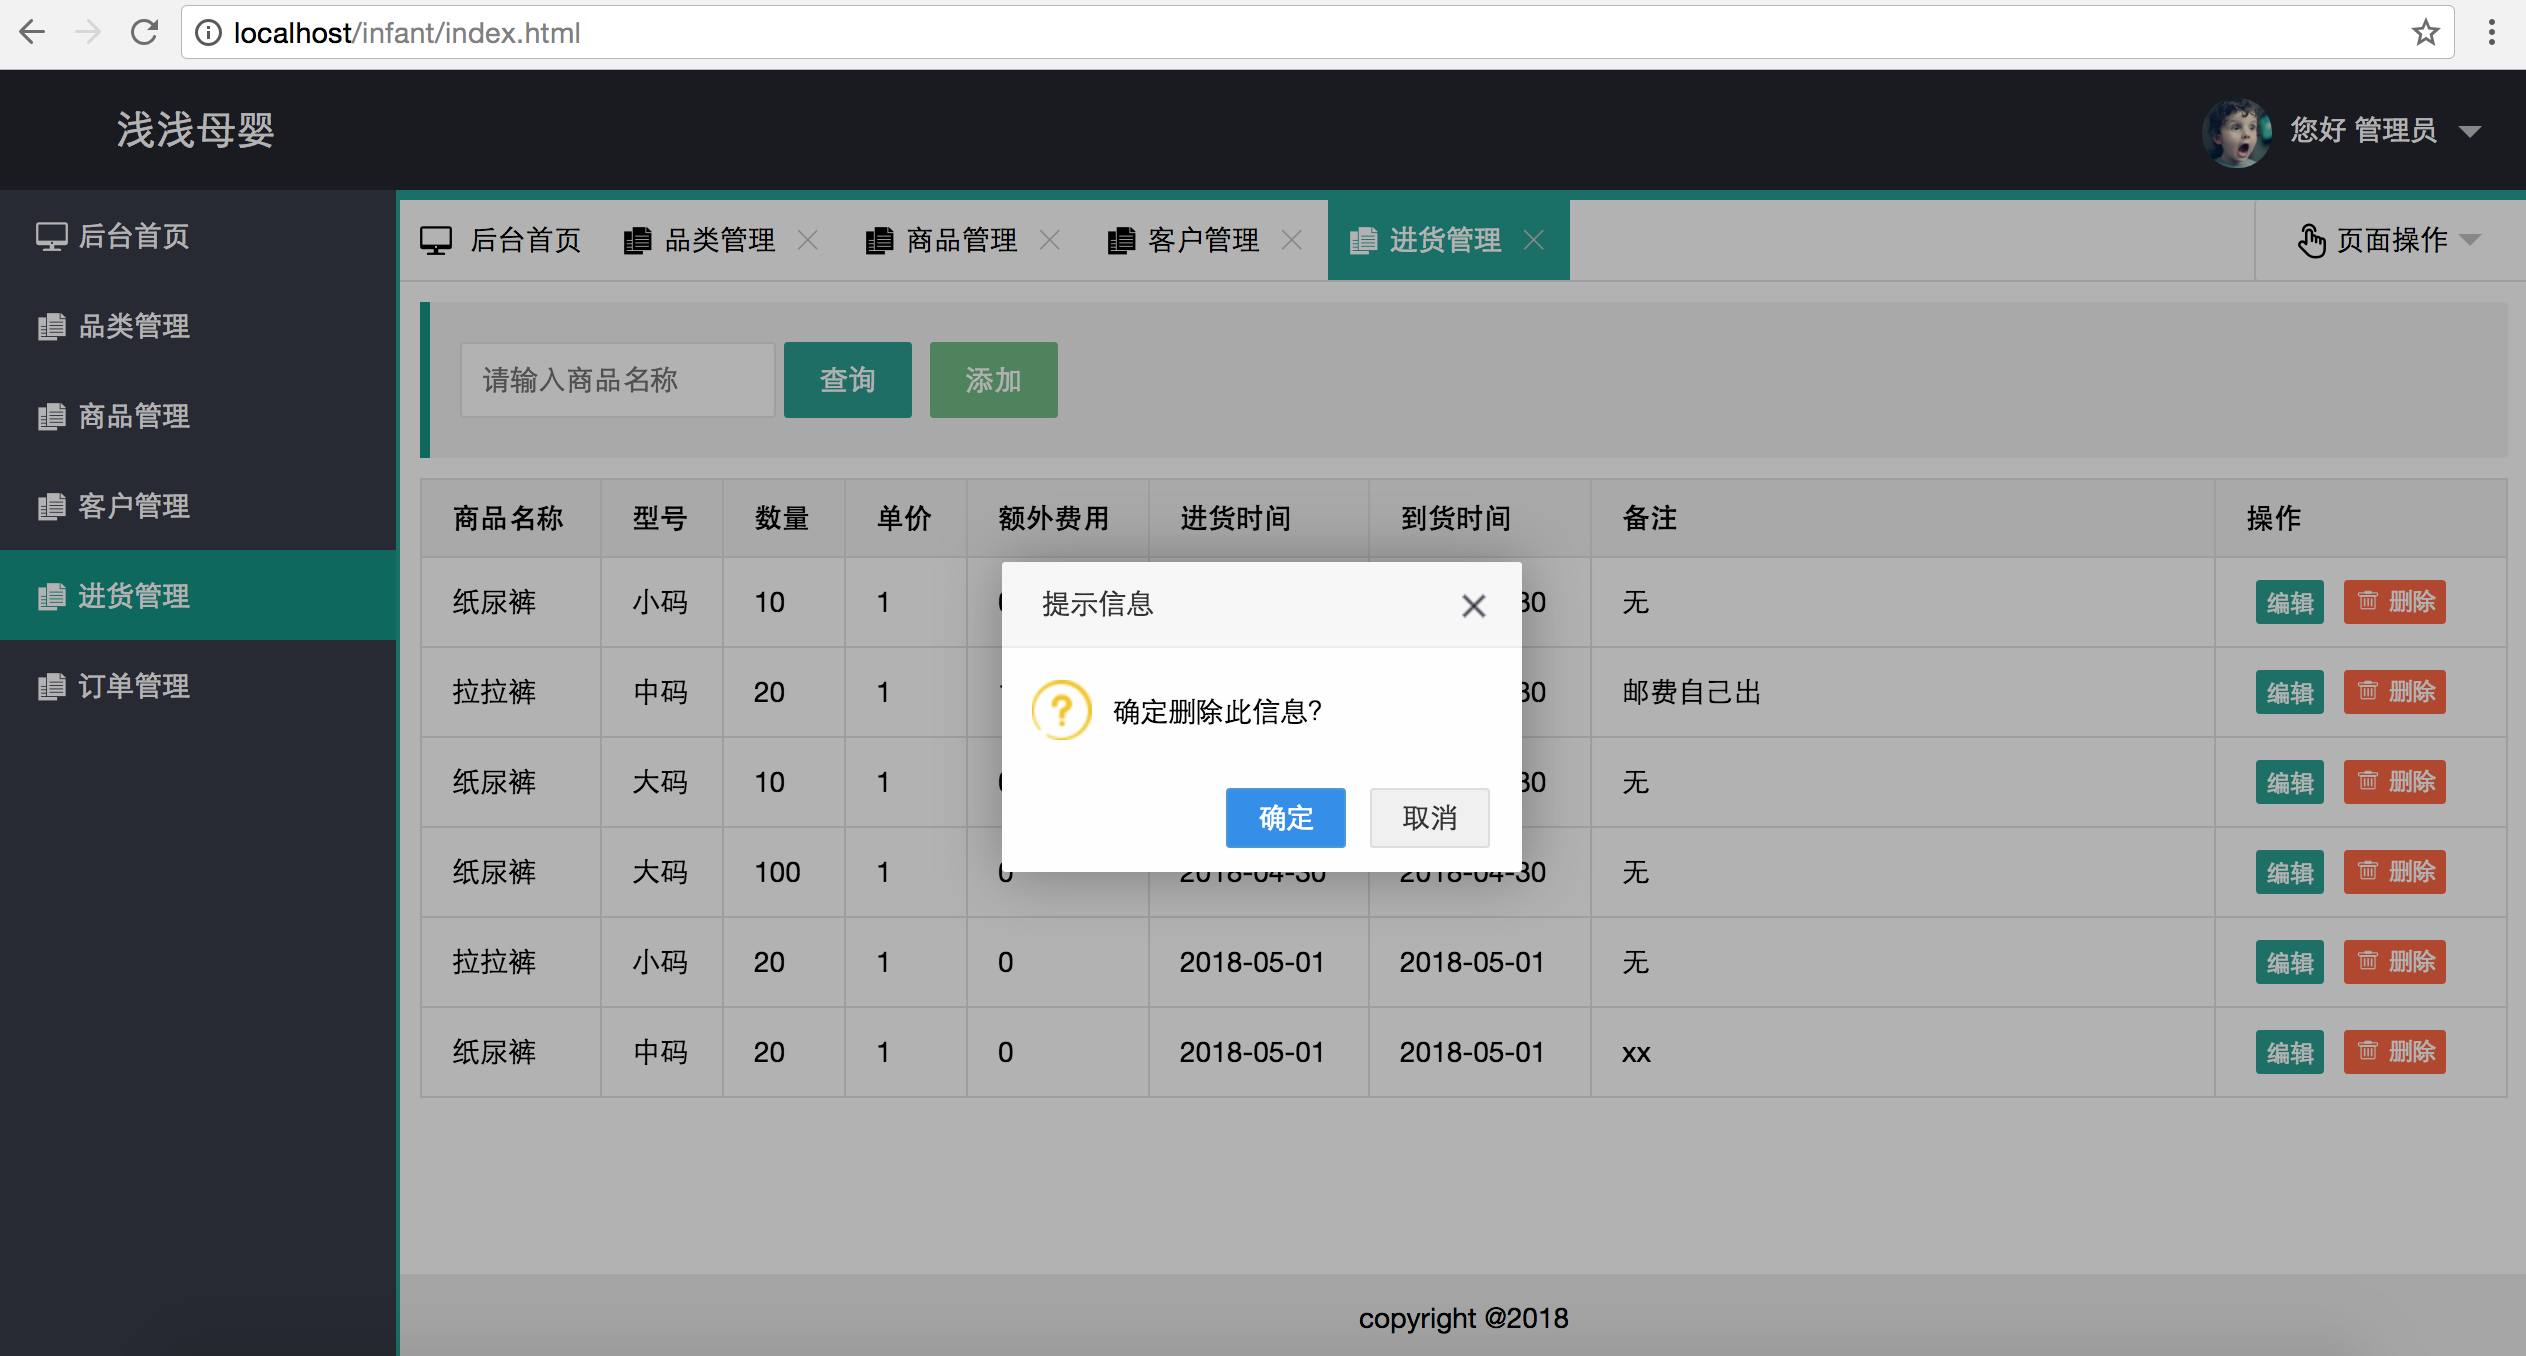 localhost/infant/index.html
浅浅母婴
您好 管理员
后台首页
品类管理
商品管理
客户管理
进货管理
订单管理
后台首页 品类管理 商品管理 客户管理 进货管理 页面操作
请输入商品名称 查询 添加
商品名称 型号 数量 单价 额外费用 进货时间 到货时间 备注 操作
纸尿裤 小码 10 1 30 无 编辑 删除
拉拉裤 中码 20 1 30 邮费自己出 编辑 删除
纸尿裤 大码 10 1 30 无 编辑 删除
纸尿裤 大码 100 1 0 2018-04-30 2018-04-30 无 编辑 删除
拉拉裤 小码 20 1 0 2018-05-01 2018-05-01 无 编辑 删除
纸尿裤 中码 20 1 0 2018-05-01 2018-05-01 xx 编辑 删除
提示信息
确定删除此信息?
确定 取消
copyright @2018